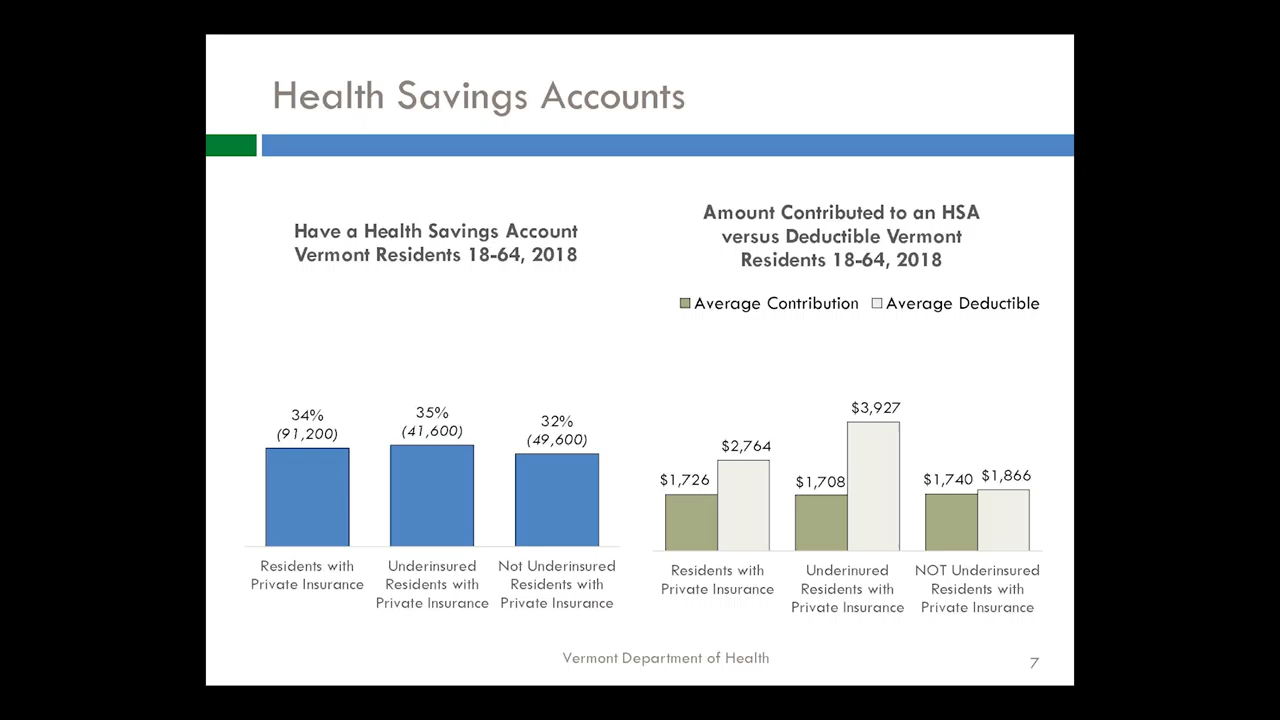 Health Savings Accounts
Have a Health Savings Account
Vermont Residents 18-64, 2018
34%
(91,200)
35%
(41,600)
32%
(49,600)
Residents with
Private Insurance
Underinsured
Residents with
Private Insurance
Not Underinsured
Residents with
Private Insurance
Amount Contributed to an HSA
versus Deductible Vermont
Residents 18-64, 2018
Average Contribution
Average Deductible
$1,726
$2,764
$1,708
$3,927
$1,740
$1,866
Residents with
Private Insurance
Underinured
Residents with
Private Insurance
NOT Underinsured
Residents with
Private Insurance
Vermont Department of Health
7